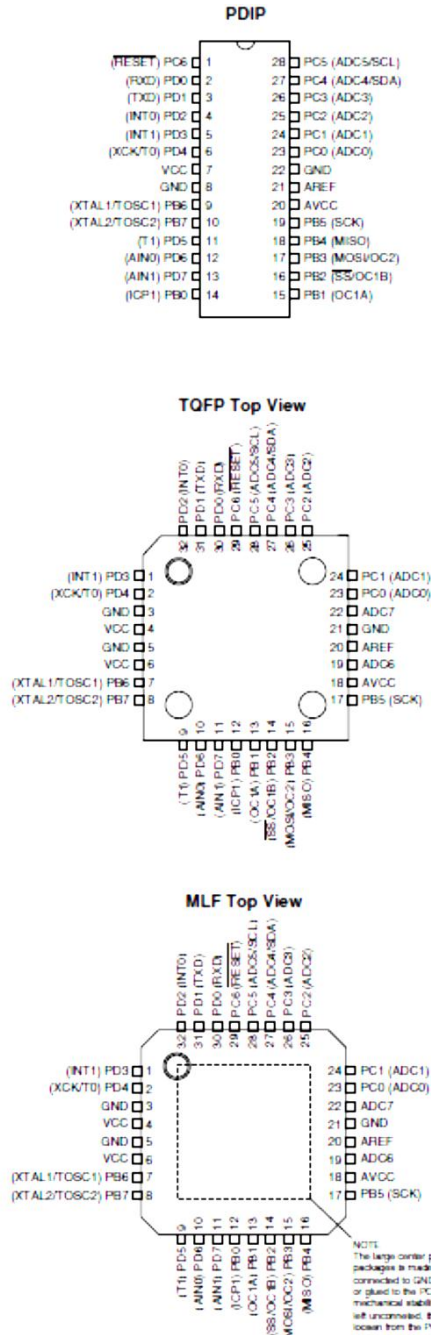 PDIP
(RESET) PC6 1
(RXD) PD0 2
(TXD) PD1 3
(INT0) PD2 4
(INT1) PD3 5
(XCK/T0) PD4 6
VCC 7
GND 8
(XTAL1/TOSC1) PB6 9
(XTAL2/TOSC2) PB7 10
(T1) PD5 11
(AIN0) PD6 12
(AIN1) PD7 13
(ICP1) PB0 14
28 PC5 (ADC5/SCL)
27 PC4 (ADC4/SDA)
26 PC3 (ADC3)
25 PC2 (ADC2)
24 PC1 (ADC1)
23 PC0 (ADC0)
22 GND
21 AREF
20 AVCC
19 PB5 (SCK)
18 PB4 (MISO)
17 PB3 (MOSI/OC2)
16 PB2 (SS/OC1B)
15 PB1 (OC1A)
TQFP Top View
32 PD2 (INT0)
31 PD1 (TXD)
30 PD0 (RXD)
29 PC6 (RESET)
28 PC5 (ADC5/SCL)
27 PC4 (ADC4/SDA)
26 PC3 (ADC3)
25 PC2 (ADC2)
(INT1) PD3 1
(XCK/T0) PD4 2
GND 3
VCC 4
GND 5
VCC 6
(XTAL1/TOSC1) PB6 7
(XTAL2/TOSC2) PB7 8
24 PC1 (ADC1)
23 PC0 (ADC0)
22 ADC7
21 GND
20 AREF
19 ADC6
18 AVCC
17 PB5 (SCK)
(T1) PD5 9
(AIN0) PD6 10
(AIN1) PD7 11
(ICP1) PB0 12
(OC1A) PB1 13
(SS/OC1B) PB2 14
(MOSI/OC2) PB3 15
(MISO) PB4 16
MLF Top View
32 PD2 (INT0)
31 PD1 (TXD)
30 PD0 (RXD)
29 PC6 (RESET)
28 PC5 (ADC5/SCL)
27 PC4 (ADC4/SDA)
26 PC3 (ADC3)
25 PC2 (ADC2)
(INT1) PD3 1
(XCK/T0) PD4 2
GND 3
VCC 4
GND 5
VCC 6
(XTAL1/TOSC1) PB6 7
(XTAL2/TOSC2) PB7 8
24 PC1 (ADC1)
23 PC0 (ADC0)
22 ADC7
21 GND
20 AREF
19 ADC6
18 AVCC
17 PB5 (SCK)
(T1) PD5 9
(AIN0) PD6 10
(AIN1) PD7 11
(ICP1) PB0 12
(OC1A) PB1 13
(SS/OC1B) PB2 14
(MOSI/OC2) PB3 15
(MISO) PB4 16
NOTE
The large center p
packages is made
connected to GND
or glued to the PC
mechanical stabili
left unconneted, t
loosen from the P